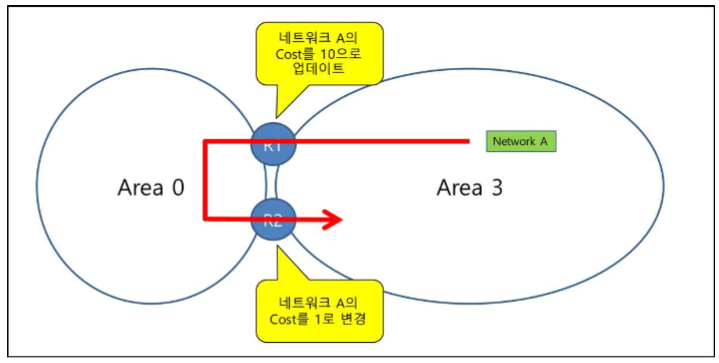 네트워크 A의
Cost를 10으로
업데이트
R1
Network A
Area 0
Area 3
R2
네트워크 A의
Cost를 1로 변경